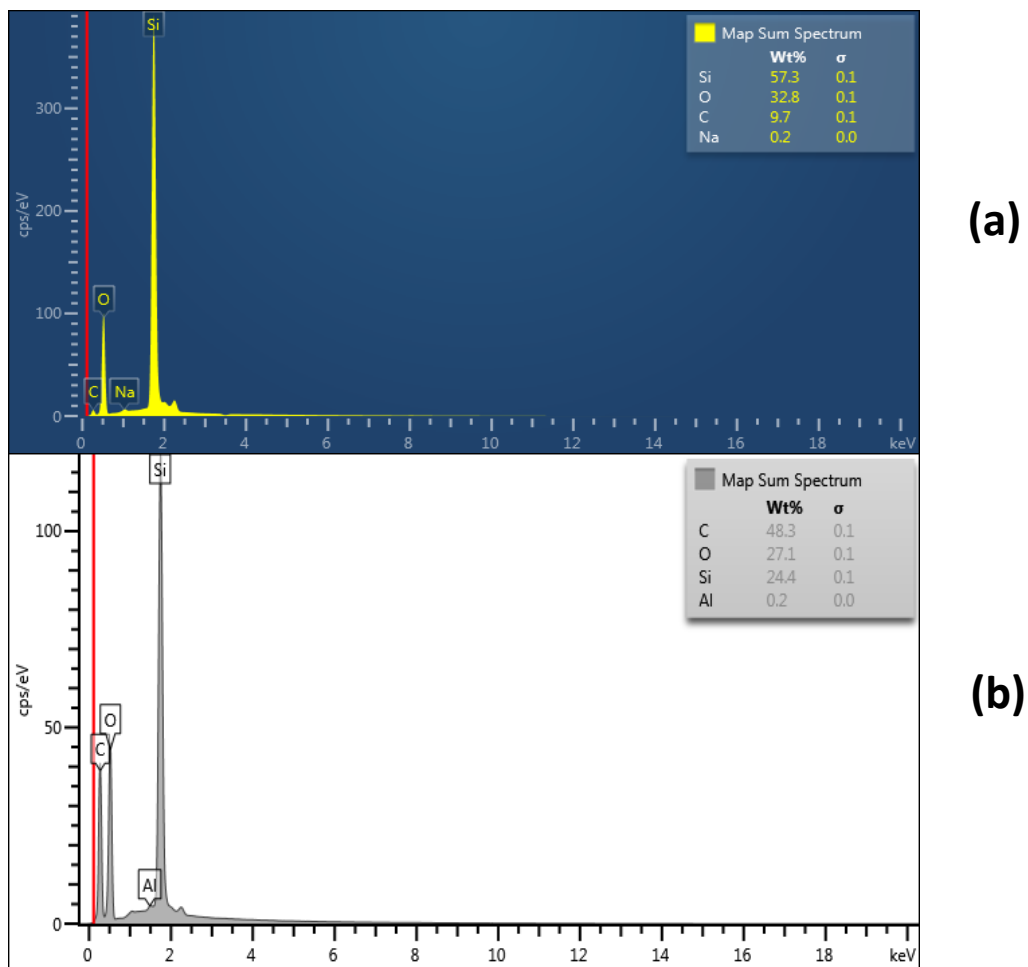 Si
Map Sum Spectrum
Wt% σ
Si 57.3 0.1
O 32.8 0.1
C 9.7 0.1
Na 0.2 0.0
300
200
100
0
cps/eV
O
C
Na
0 2 4 6 8 10 12 14 16 18 keV
(a)
Si
Map Sum Spectrum
Wt% σ
C 48.3 0.1
O 27.1 0.1
Si 24.4 0.1
Al 0.2 0.0
100
50
0
cps/eV
O
C
Al
0 2 4 6 8 10 12 14 16 18 keV
(b)